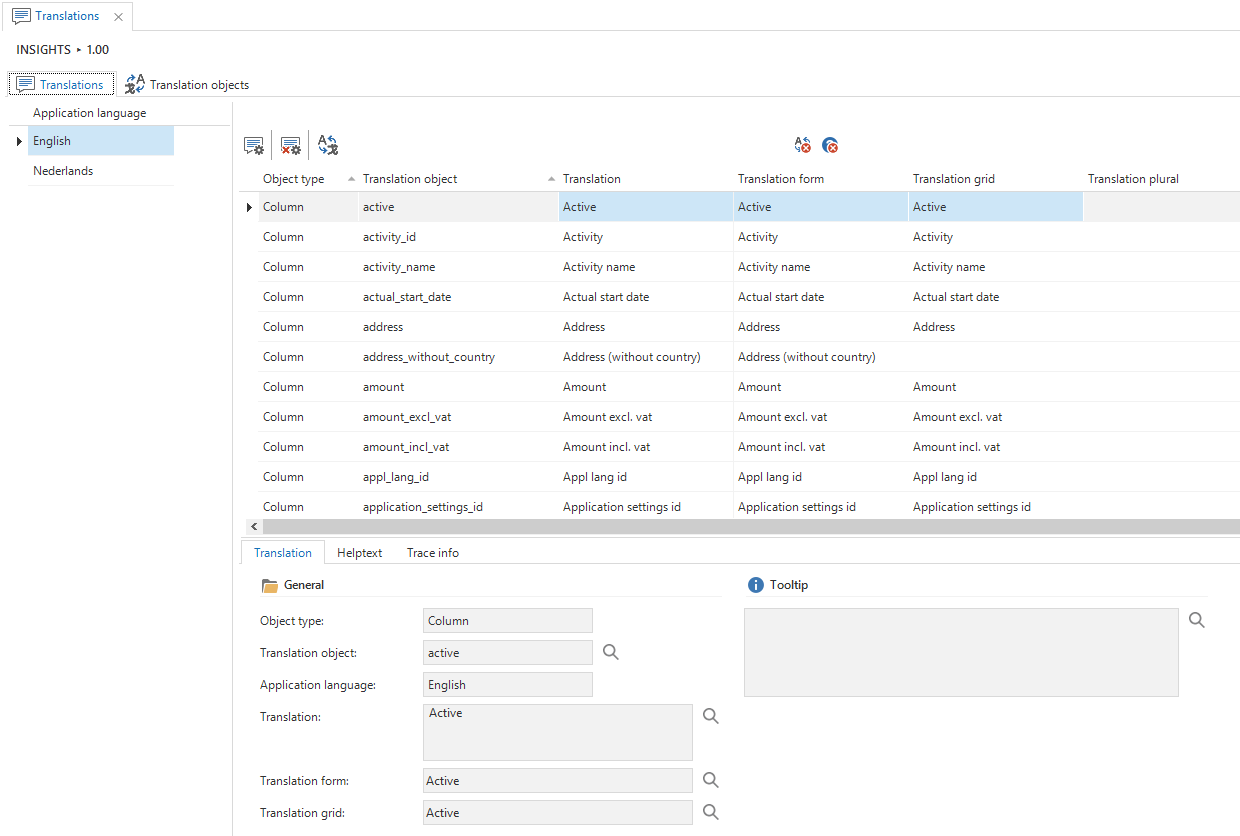 Translations
INSIGHTS ▸ 1.00
Translations Translation objects
Application language
English
Nederlands
Object type Translation object Translation Translation form Translation grid Translation plural
Column active Active Active Active
Column activity_id Activity Activity Activity
Column activity_name Activity name Activity name Activity name
Column actual_start_date Actual start date Actual start date Actual start date
Column address Address Address Address
Column address_without_country Address (without country) Address (without country)
Column amount Amount Amount Amount
Column amount_excl_vat Amount excl. vat Amount excl. vat Amount excl. vat
Column amount_incl_vat Amount incl. vat Amount incl. vat Amount incl. vat
Column appl_lang_id Appl lang id Appl lang id Appl lang id
Column application_settings_id Application settings id Application settings id Application settings id
Translation Helptext Trace info
General
Object type: Column
Translation object: active
Application language: English
Translation: Active
Translation form: Active
Translation grid: Active
Tooltip